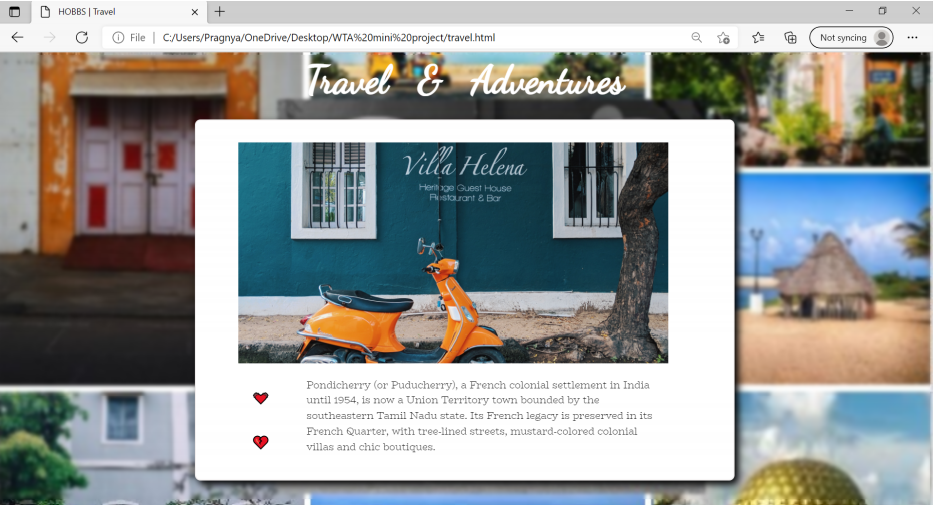 HOBBS | Travel
File | C:/Users/Pragnya/OneDrive/Desktop/WTA%20mini%20project/travel.html
Not syncing
Travel & Adventures
Villa Helena
Heritage Guest House
Restaurant & Bar
Pondicherry (or Puducherry), a French colonial settlement in India
until 1954, is now a Union Territory town bounded by the
southeastern Tamil Nadu state. Its French legacy is preserved in its
French Quarter, with tree-lined streets, mustard-colored colonial
villas and chic boutiques.